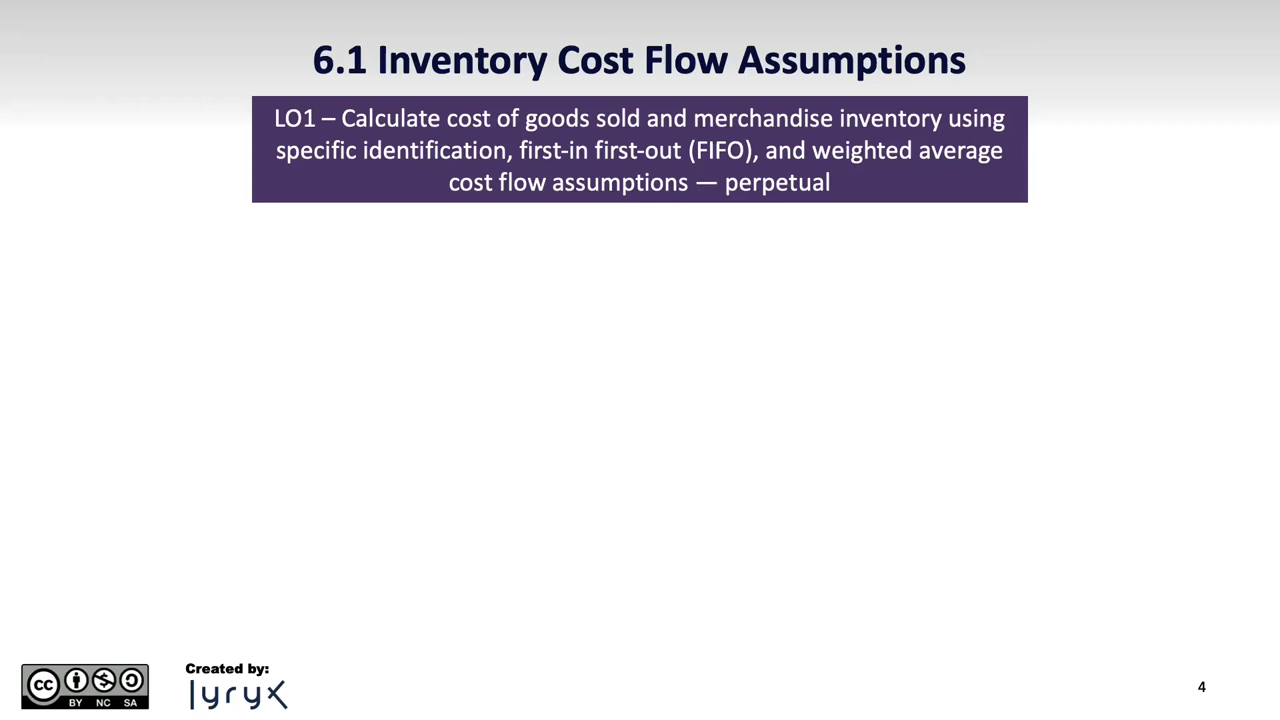 6.1 Inventory Cost Flow Assumptions
LO1 – Calculate cost of goods sold and merchandise inventory using
specific identification, first-in first-out (FIFO), and weighted average
cost flow assumptions — perpetual
Created by:
lyryx
cc
BY NC SA
4